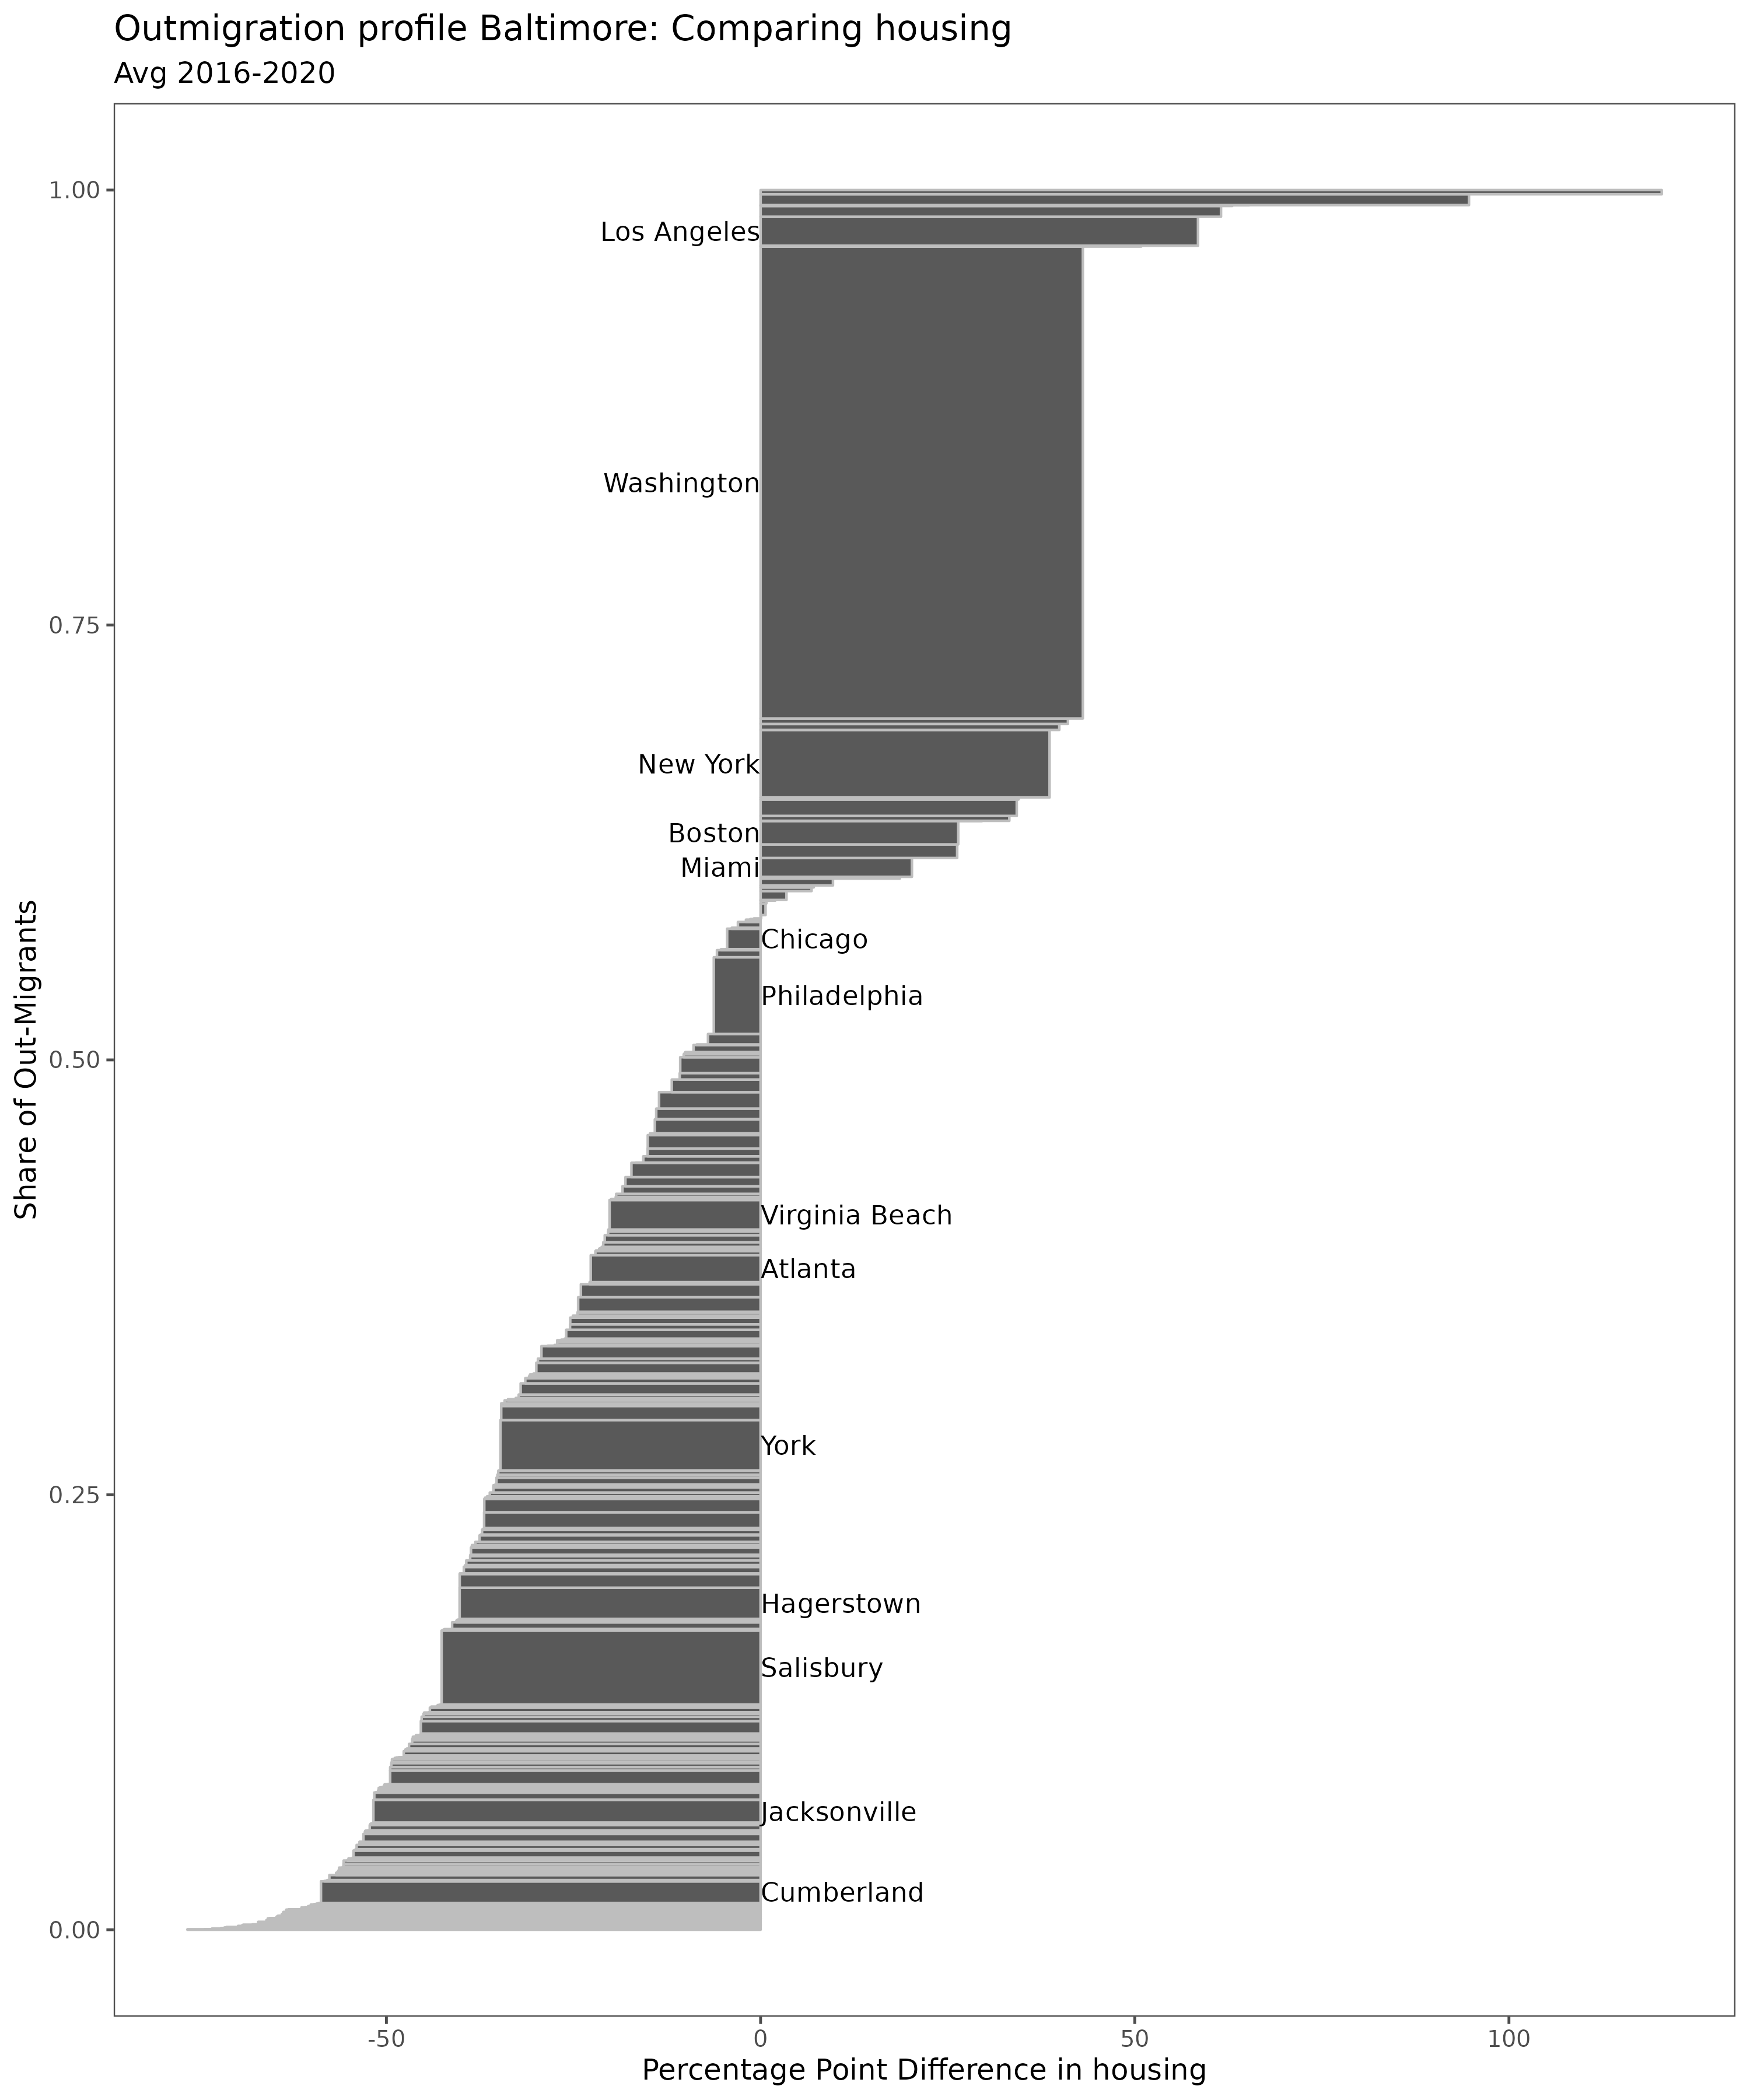 Outmigration profile Baltimore: Comparing housing
Avg 2016-2020
1.00
Los Angeles
Washington
0.75
New York
Boston
Miami
Chicago
Philadelphia
0.50
Virginia Beach
Atlanta
York
0.25
Hagerstown
Salisbury
Jacksonville
Cumberland
0.00
Share of Out-Migrants
-50 0 50 100
Percentage Point Difference in housing